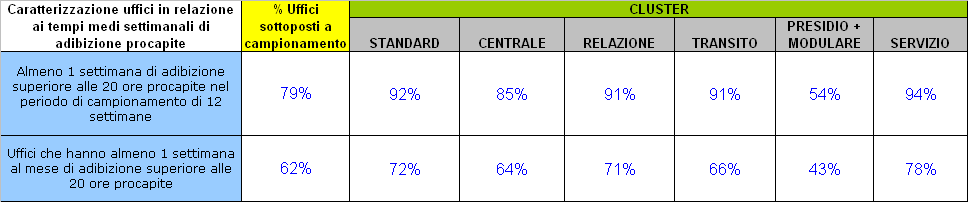 Caratterizzazione uffici in relazione
ai tempi medi settimanali di
adibizione procapite
% Uffici
sottoposti a
campionamento
CLUSTER
STANDARD
CENTRALE
RELAZIONE
TRANSITO
PRESIDIO +
MODULARE
SERVIZIO
Almeno 1 settimana di adibizione
superiore alle 20 ore procapite nel
periodo di campionamento di 12
settimane
79%
92%
85%
91%
91%
54%
94%
Uffici che hanno almeno 1 settimana
al mese di adibizione superiore alle
20 ore procapite
62%
72%
64%
71%
66%
43%
78%